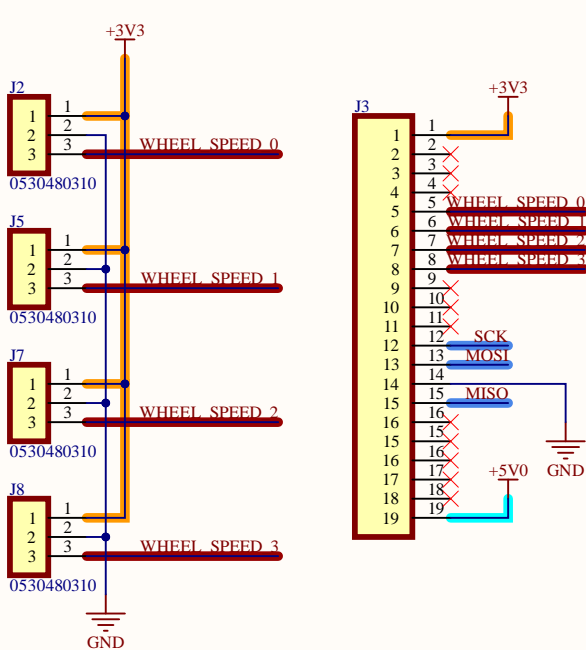 +3V3
J2
1 1
2 2
3 3 WHEEL_SPEED_0
0530480310
J5
1 1
2 2
3 3 WHEEL_SPEED_1
0530480310
J7
1 1
2 2
3 3 WHEEL_SPEED_2
0530480310
J8
1 1
2 2
3 3 WHEEL_SPEED_3
0530480310
GND
+3V3
J3
1 1
2 2
3 3
4 4
5 5 WHEEL_SPEED_0
6 6 WHEEL_SPEED_1
7 7 WHEEL_SPEED_2
8 8 WHEEL_SPEED_3
9 9
10 10
11 11
12 12 SCK
13 13 MOSI
14 14
15 15 MISO
16 16
15 15
16 16
17 17
18 18
19 19
GND
+5V0